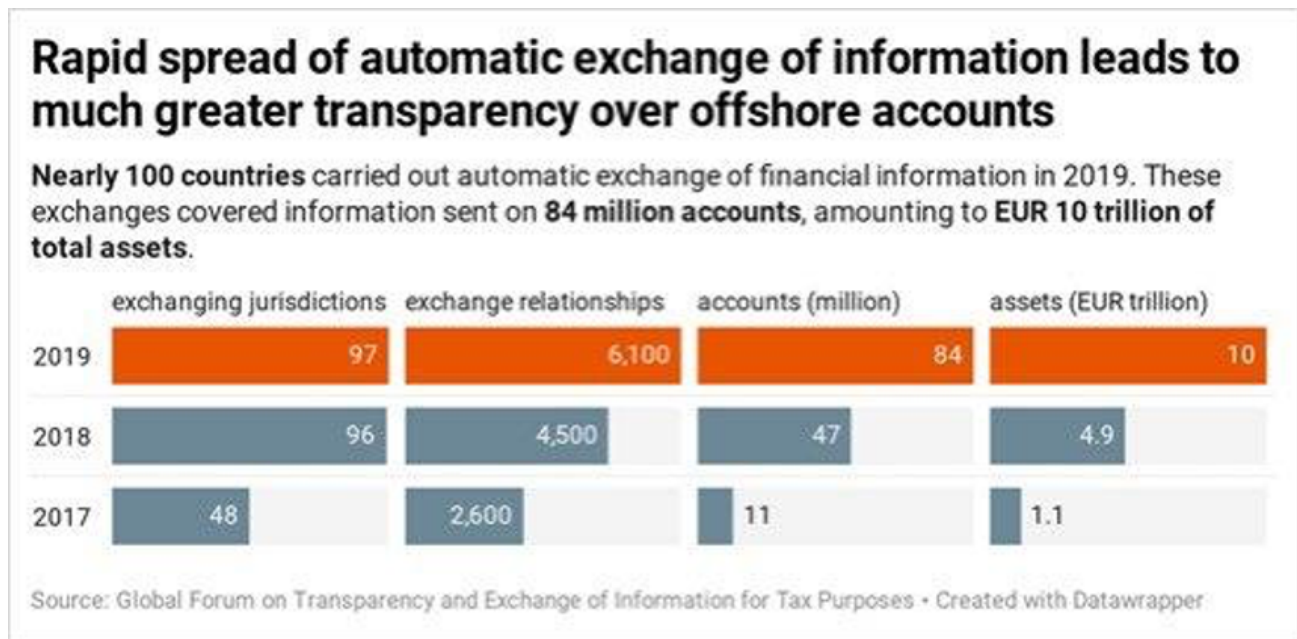 Rapid spread of automatic exchange of information leads to
much greater transparency over offshore accounts
Nearly 100 countries carried out automatic exchange of financial information in 2019. These
exchanges covered information sent on 84 million accounts, amounting to EUR 10 trillion of
total assets.
exchanging jurisdictions exchange relationships accounts (million) assets (EUR trillion)
2019 97 6,100 84 10
2018 96 4,500 47 4.9
2017 48 2,600 11 1.1
Source: Global Forum on Transparency and Exchange of Information for Tax Purposes • Created with Datawrapper